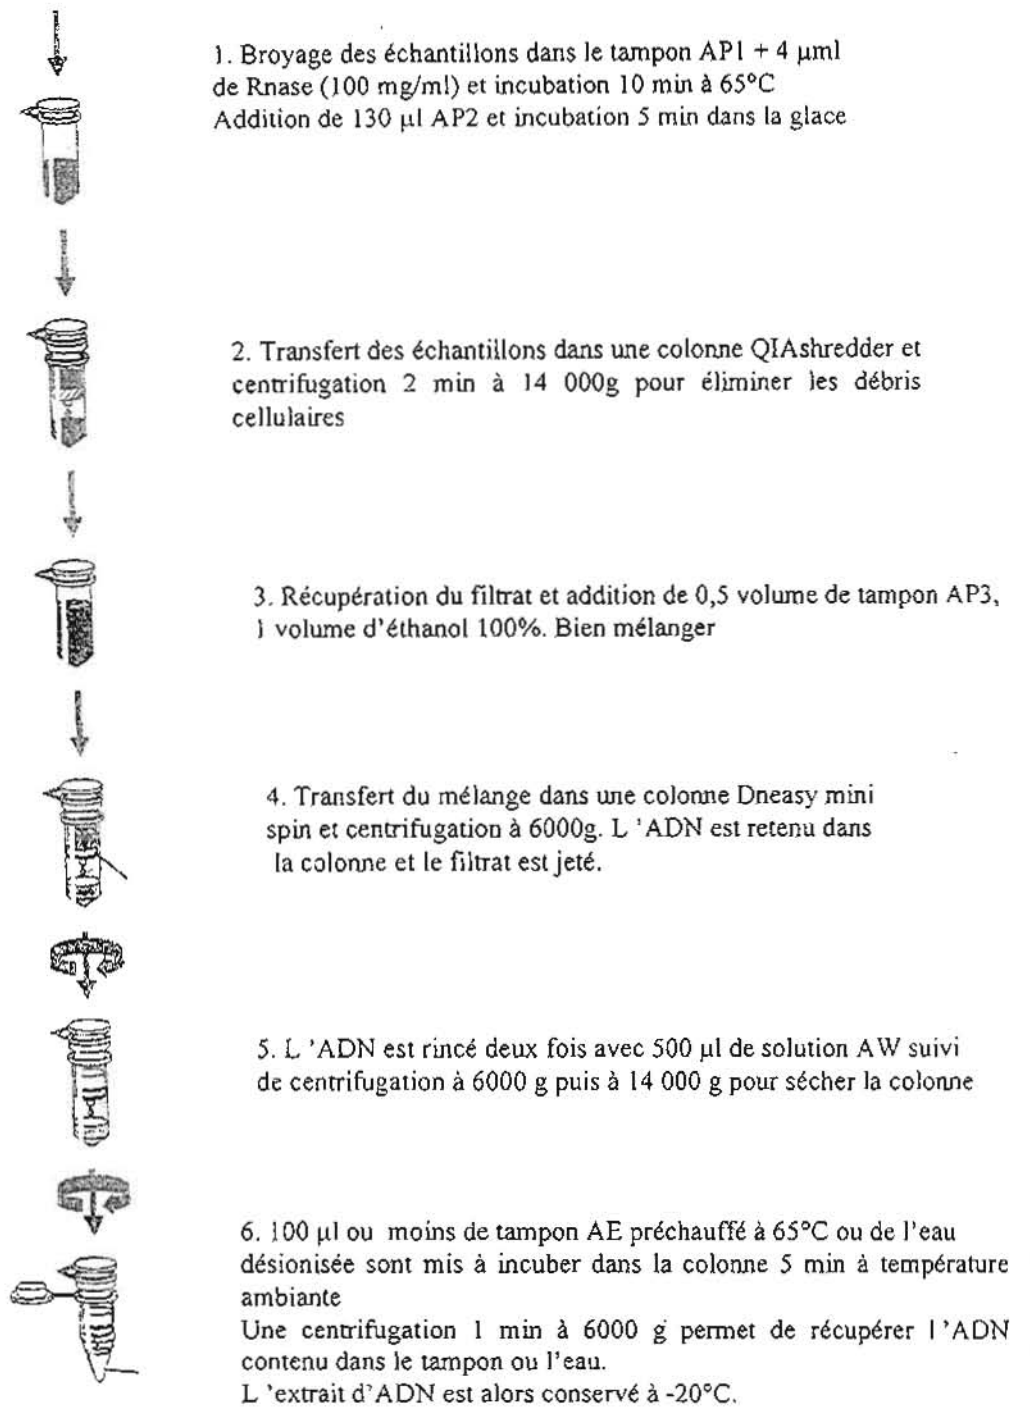 1. Broyage des échantillons dans le tampon AP1 + 4 µml
de Rnase (100 mg/ml) et incubation 10 min à 65°C
Addition de 130 µl AP2 et incubation 5 min dans la glace
2. Transfert des échantillons dans une colonne QIAshredder et
centrifugation 2 min à 14 000g pour éliminer les débris
cellulaires
3. Récupération du filtrat et addition de 0,5 volume de tampon AP3,
1 volume d'éthanol 100%. Bien mélanger
4. Transfert du mélange dans une colonne Dneasy mini
spin et centrifugation à 6000g. L 'ADN est retenu dans
la colonne et le filtrat est jeté.
5. L 'ADN est rincé deux fois avec 500 µl de solution AW suivi
de centrifugation à 6000 g puis à 14 000 g pour sécher la colonne
6. 100 µl ou moins de tampon AE préchauffé à 65°C ou de l'eau
désionisée sont mis à incuber dans la colonne 5 min à température
ambiante
Une centrifugation 1 min à 6000 g permet de récupérer l 'ADN
contenu dans le tampon ou l'eau.
L 'extrait d'ADN est alors conservé à -20°C.